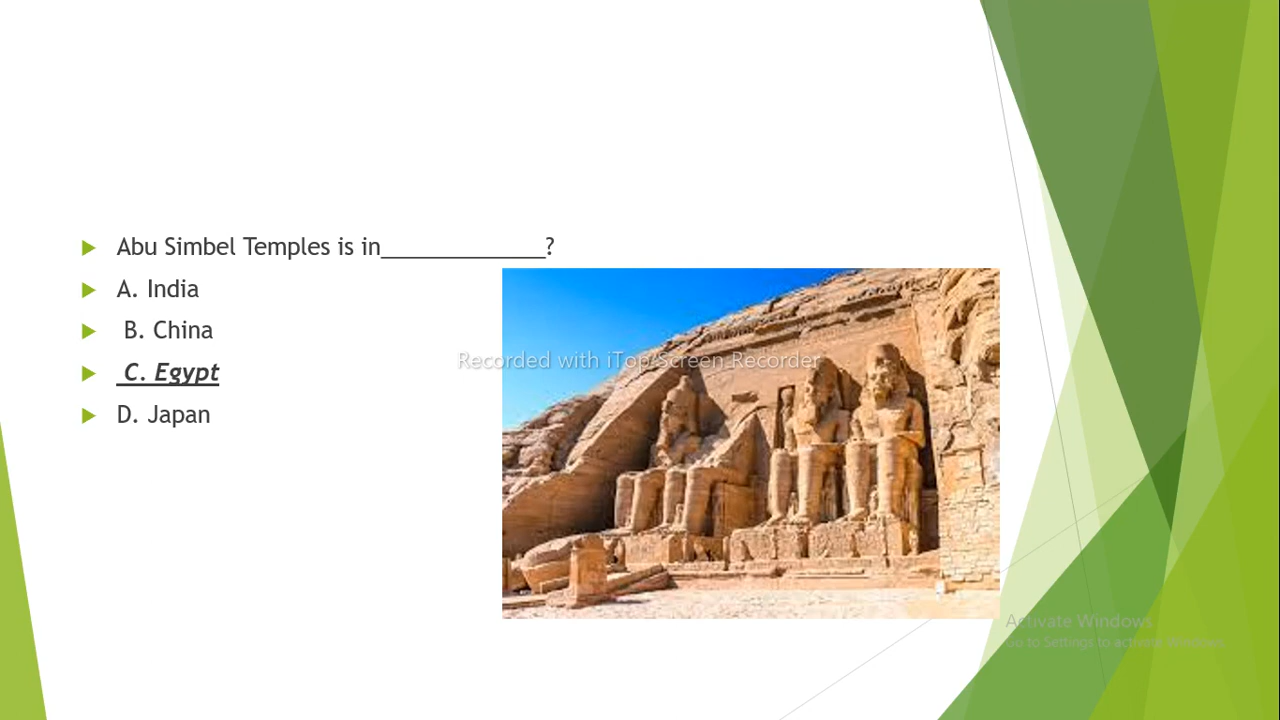 Abu Simbel Temples is in_____________?
A. India
B. China
Recorded with iTop Screen Recorder
C. Egypt
D. Japan
Activate Windows
Go to Settings to activate Windows.